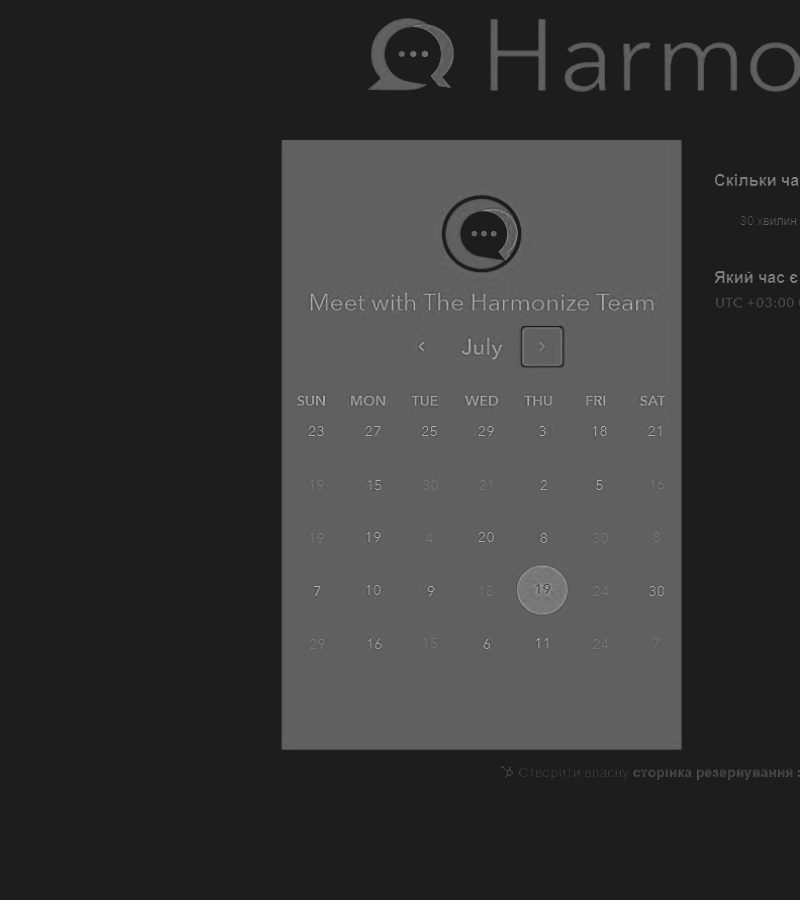 Harmo
Скільки ча
30 хвилин
Який час є
UTC +03:00
Meet with The Harmonize Team
July
SUN MON TUE WED THU FRI SAT
23 27 25 29 3 18 21
19 15 30 21 2 5 16
19 19 4 20 8 30 8
7 10 9 18 19 24 30
29 16 15 6 11 24 7
Створити власну сторінка резервування з